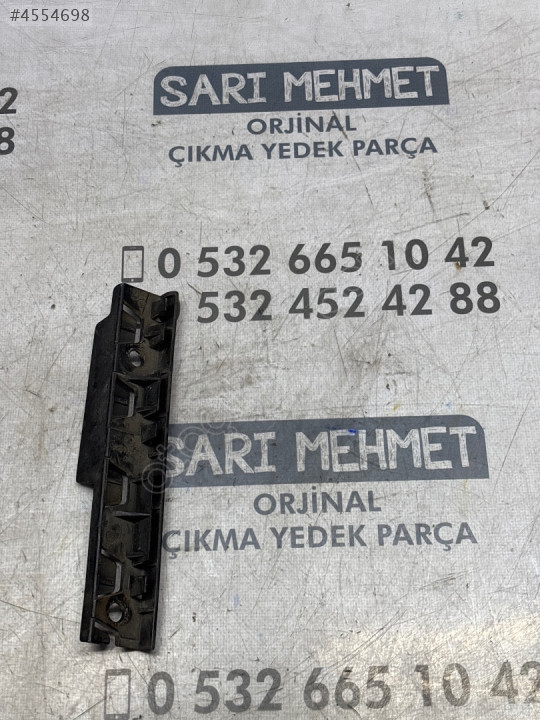 #4554698
2
8
SARI MEHMET
ORJİNAL
ÇIKMA YEDEK PARÇA
0 532 665 10 42
532 452 42 88
SARI MEHMET
ORJİNAL
ÇIKMA YEDEK PARÇA
0 532 665 10 42